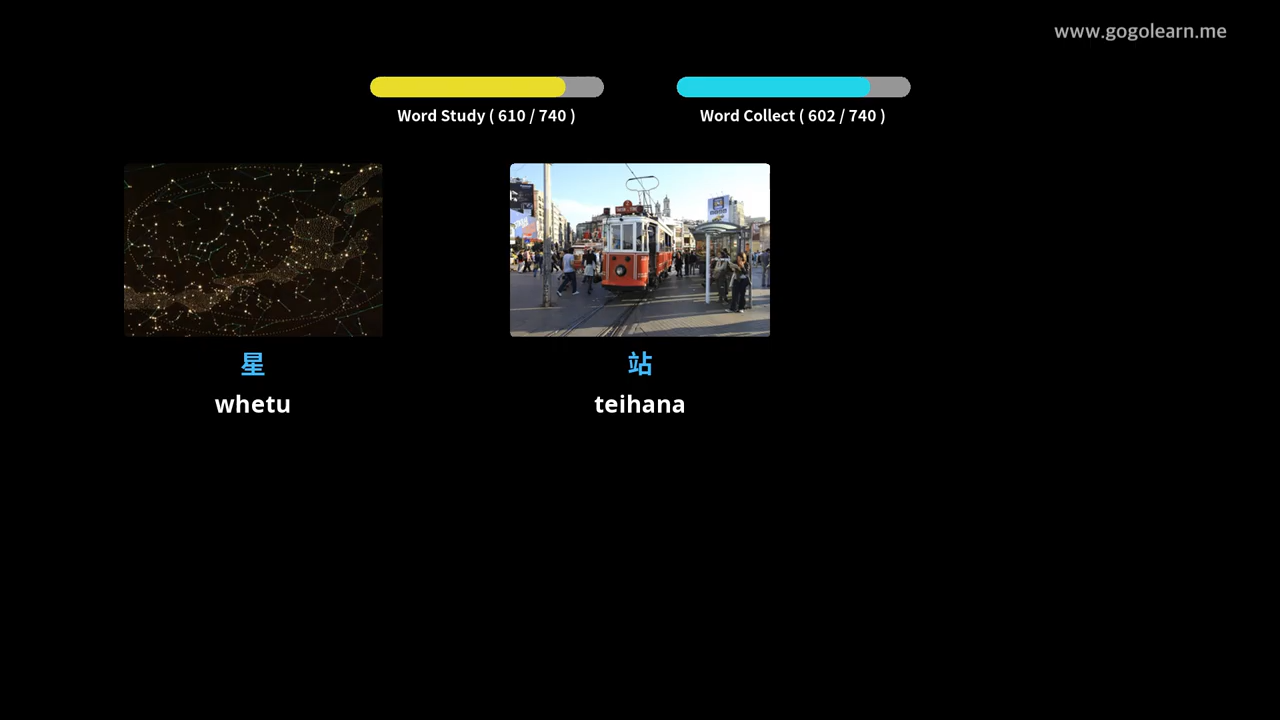 www.gogolearn.me
Word Study ( 610 / 740 )
Word Collect ( 602 / 740 )
星
whetu
站
teihana